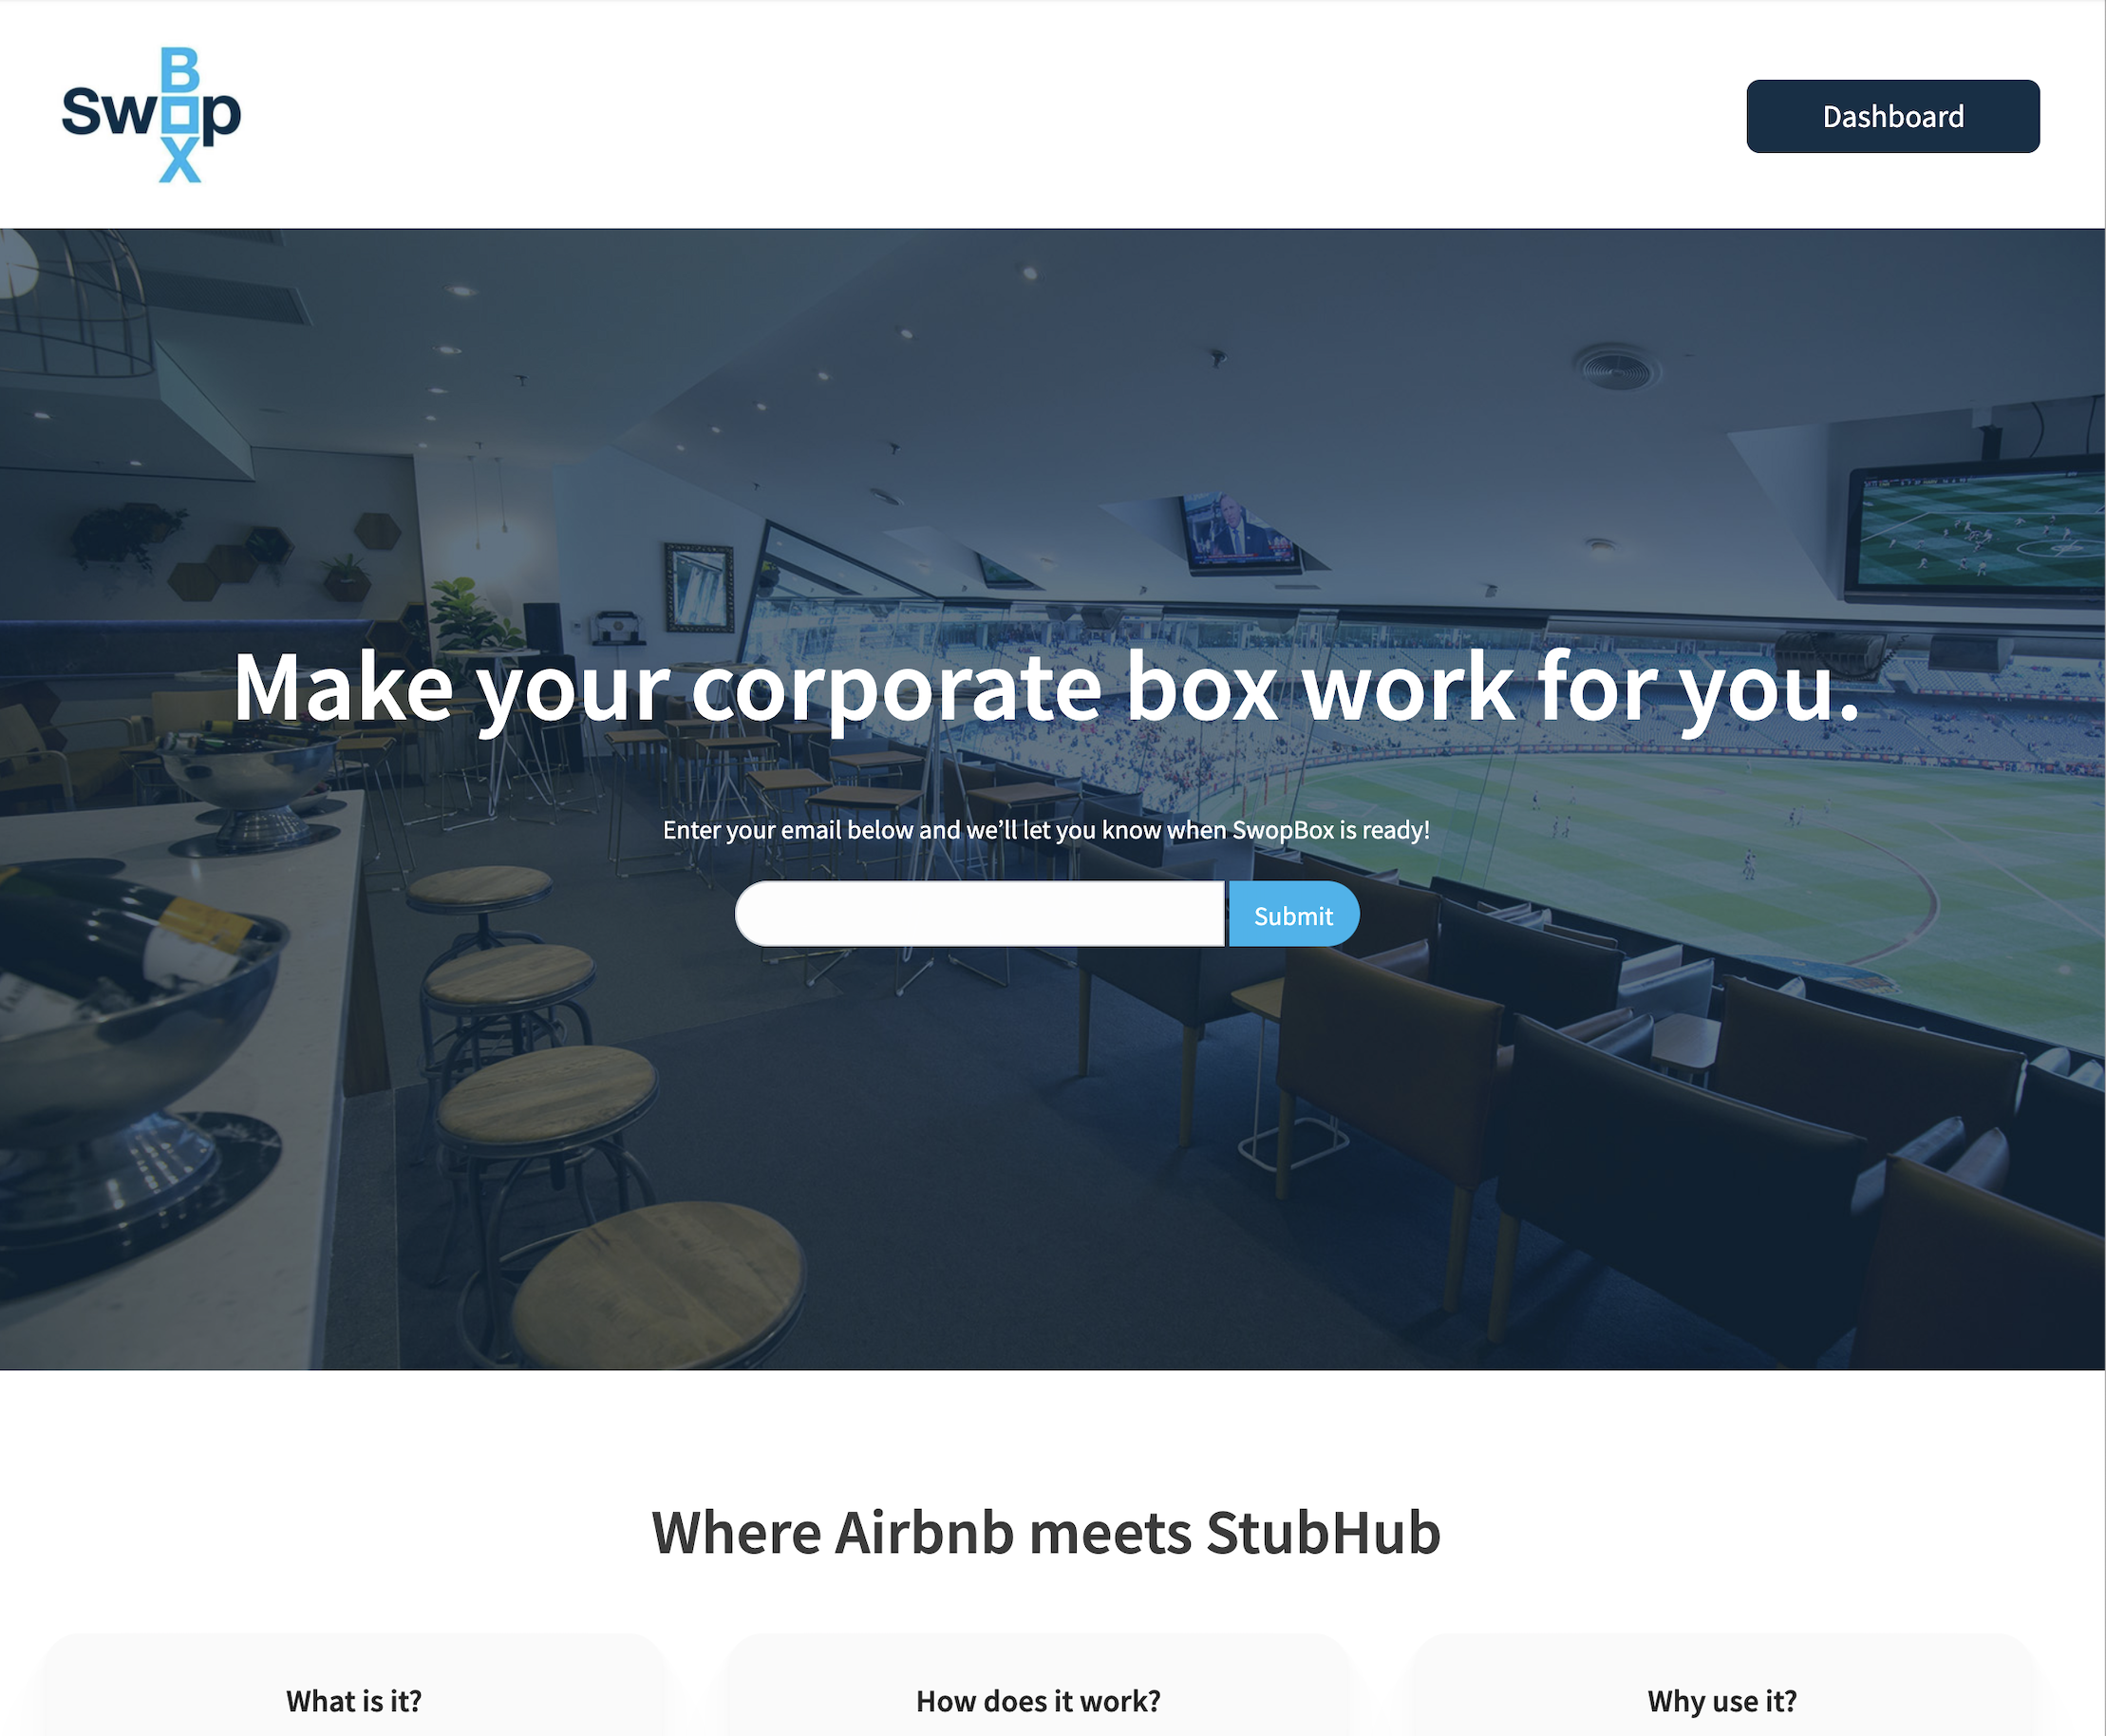 SwopBOX
Dashboard
Make your corporate box work for you.
Enter your email below and we’ll let you know when SwopBox is ready!
Submit
Where Airbnb meets StubHub
What is it?
How does it work?
Why use it?